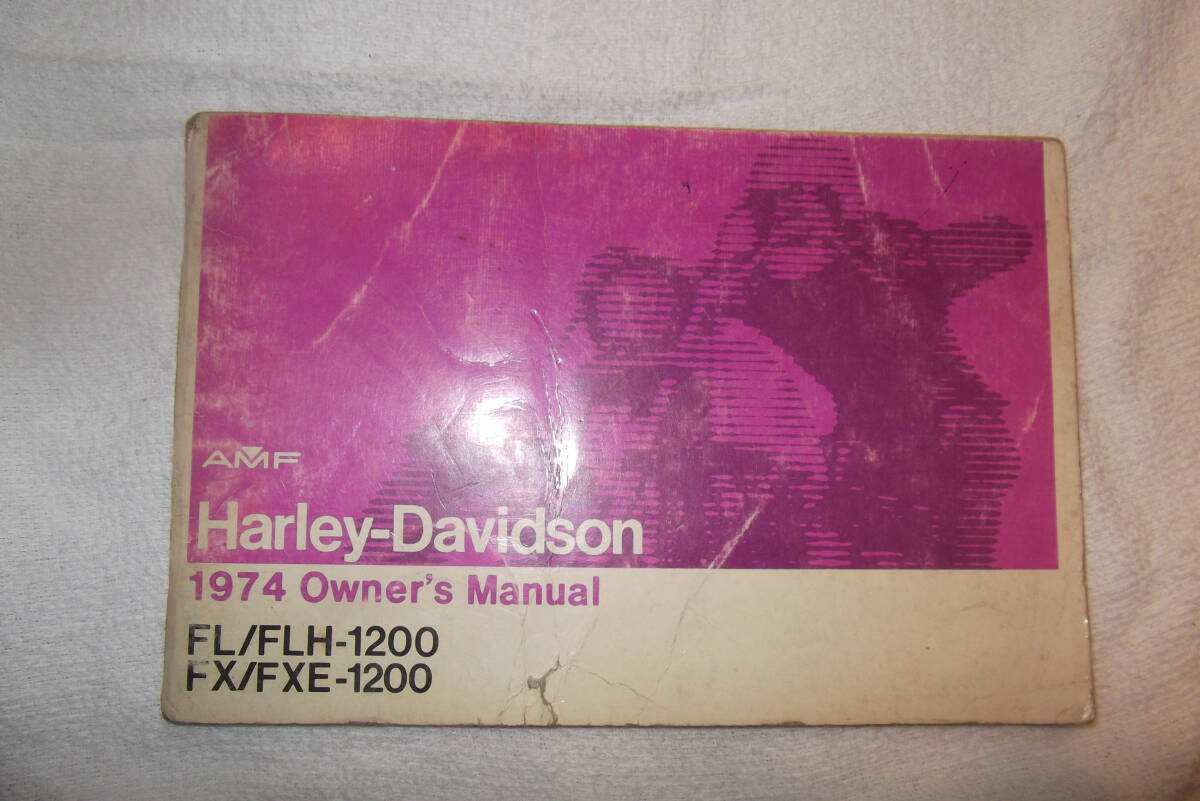 AMF
Harley-Davidson
1974 Owner's Manual
FL/FLH-1200
FX/FXE-1200